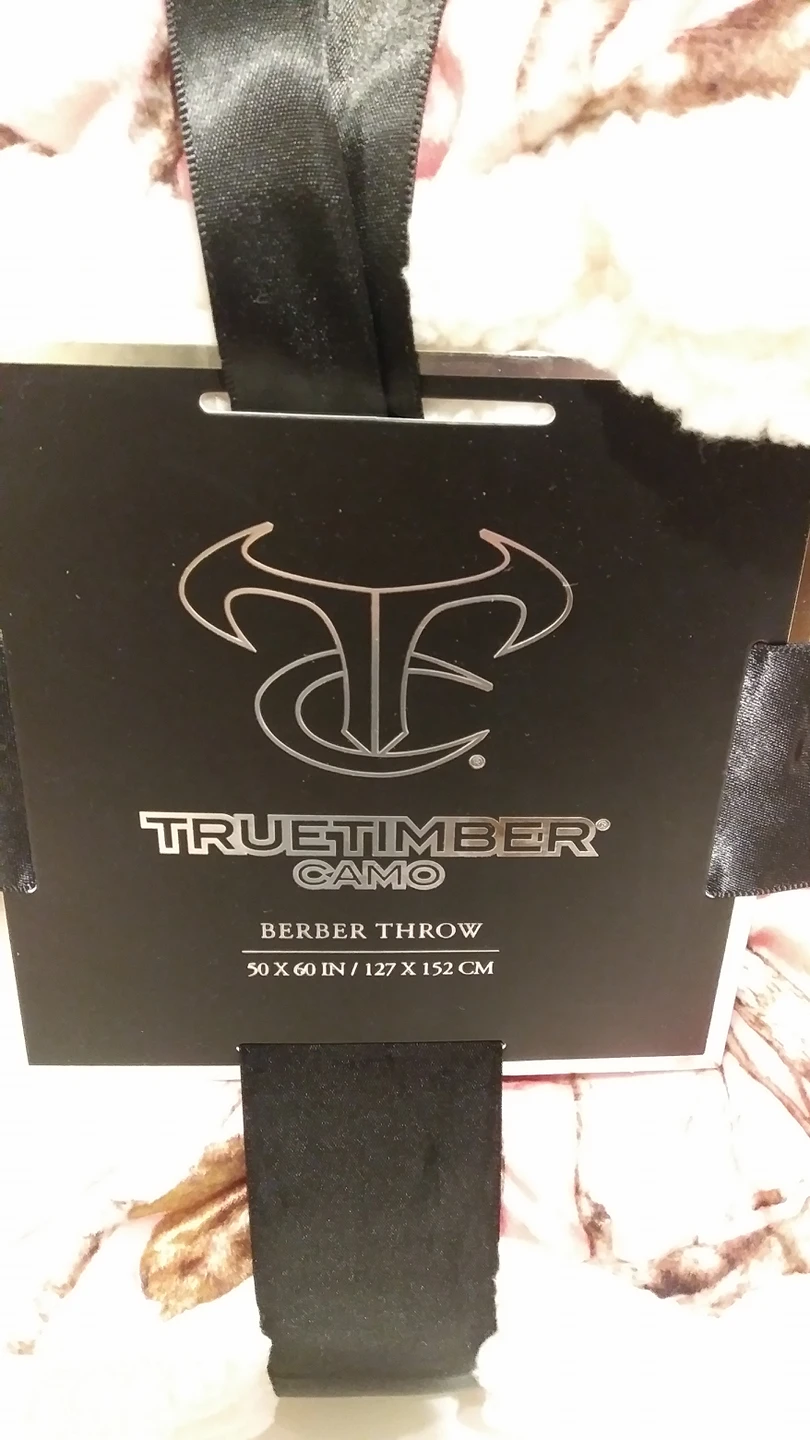 TRUETIMBER®
CAMO
BERBER THROW
50 X 60 IN / 127 X 152 CM